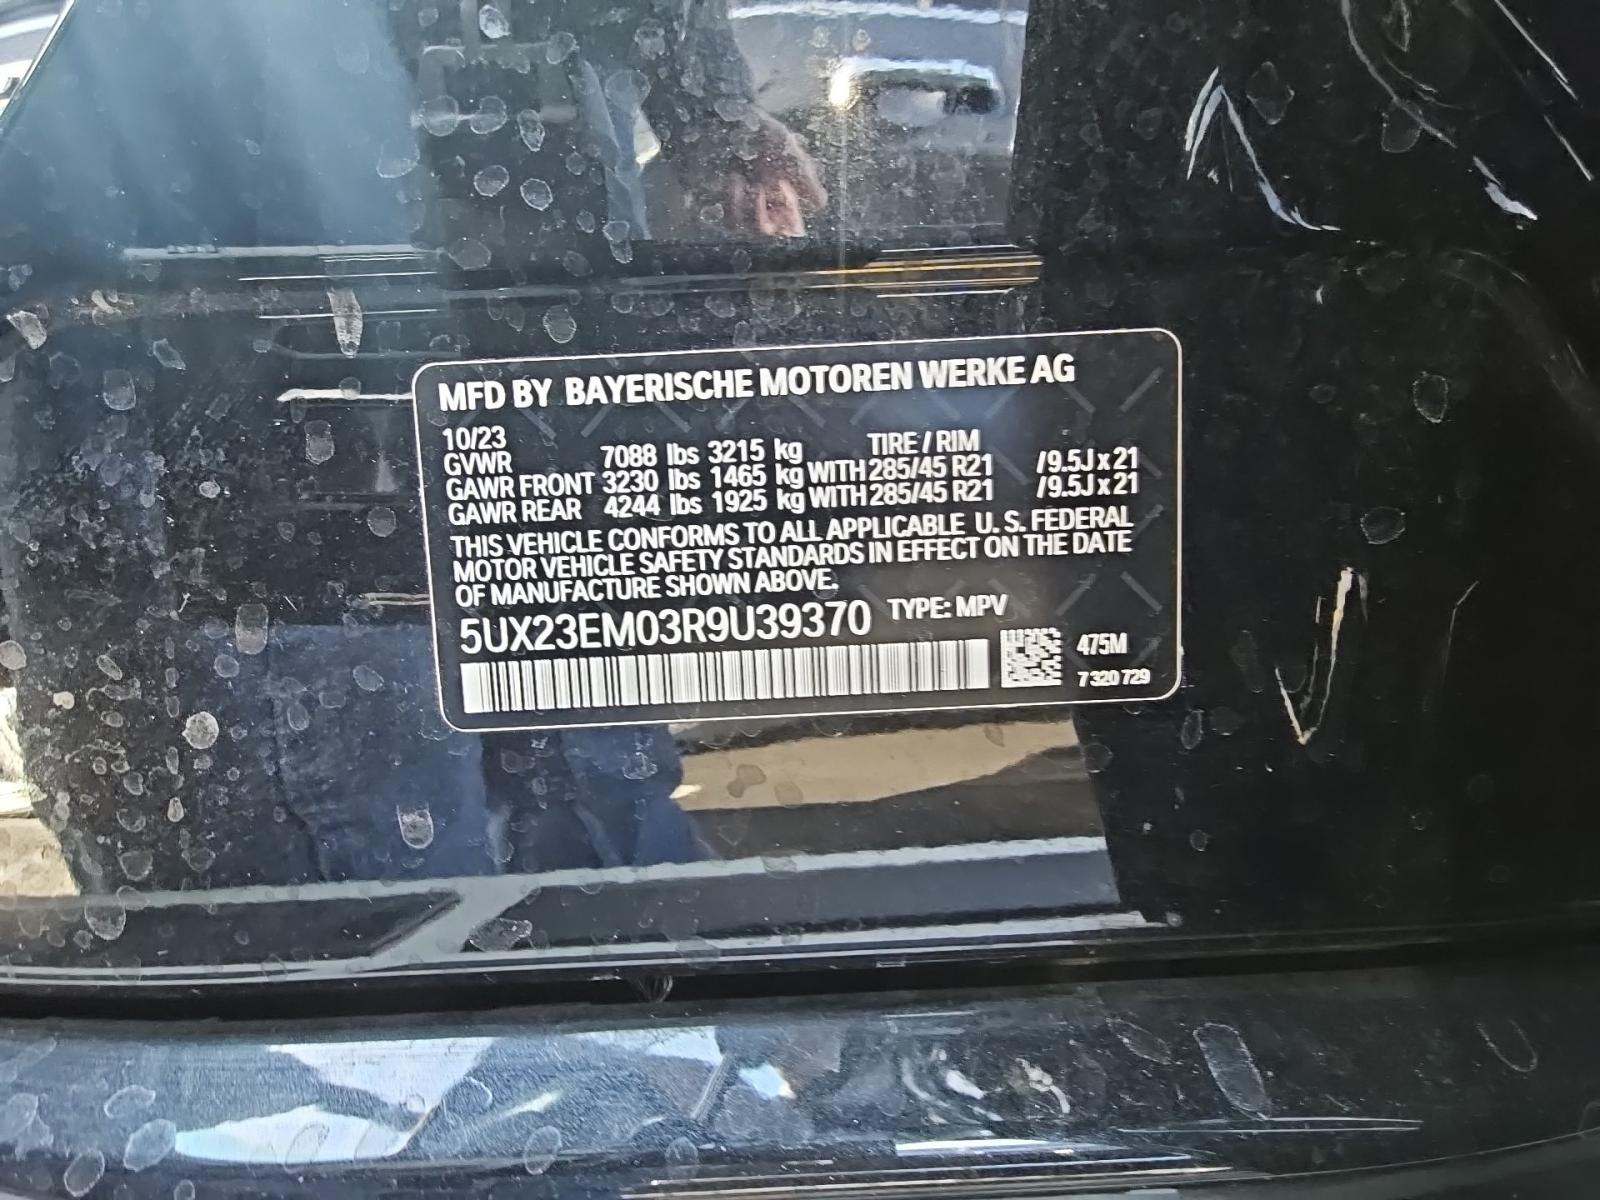 MFD BY BAYERISCHE MOTOREN WERKE AG
10/23
GVWR 7088 lbs 3215 kg TIRE / RIM
GAWR FRONT 3230 lbs 1465 kg WITH 285/45 R21 /9.5J x 21
GAWR REAR 4244 lbs 1925 kg WITH 285/45 R21 /9.5J x 21
THIS VEHICLE CONFORMS TO ALL APPLICABLE U. S. FEDERAL
MOTOR VEHICLE SAFETY STANDARDS IN EFFECT ON THE DATE
OF MANUFACTURE SHOWN ABOVE.
5UX23EM03R9U39370 TYPE: MPV
475M
7 320 729